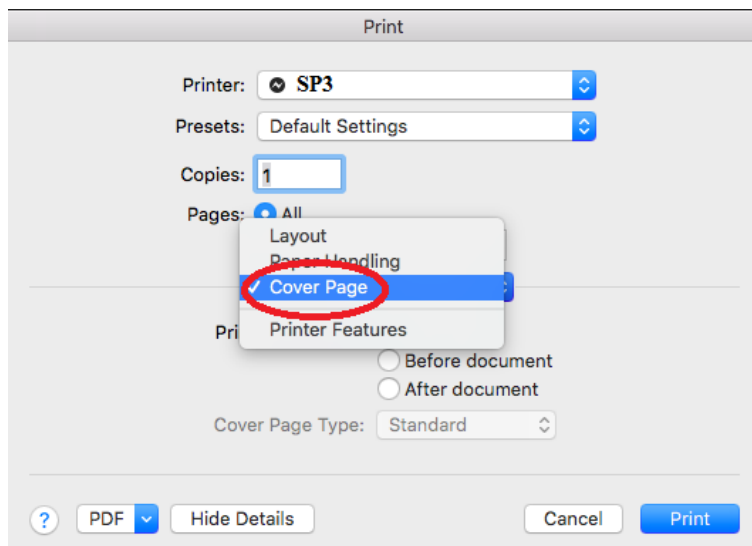 Print
Printer: SP3
Presets: Default Settings
Copies: 1
Pages: All
Layout
Paper Handling
✓ Cover Page
Pri
Printer Features
Before document
After document
Cover Page Type: Standard
? PDF Hide Details Cancel Print